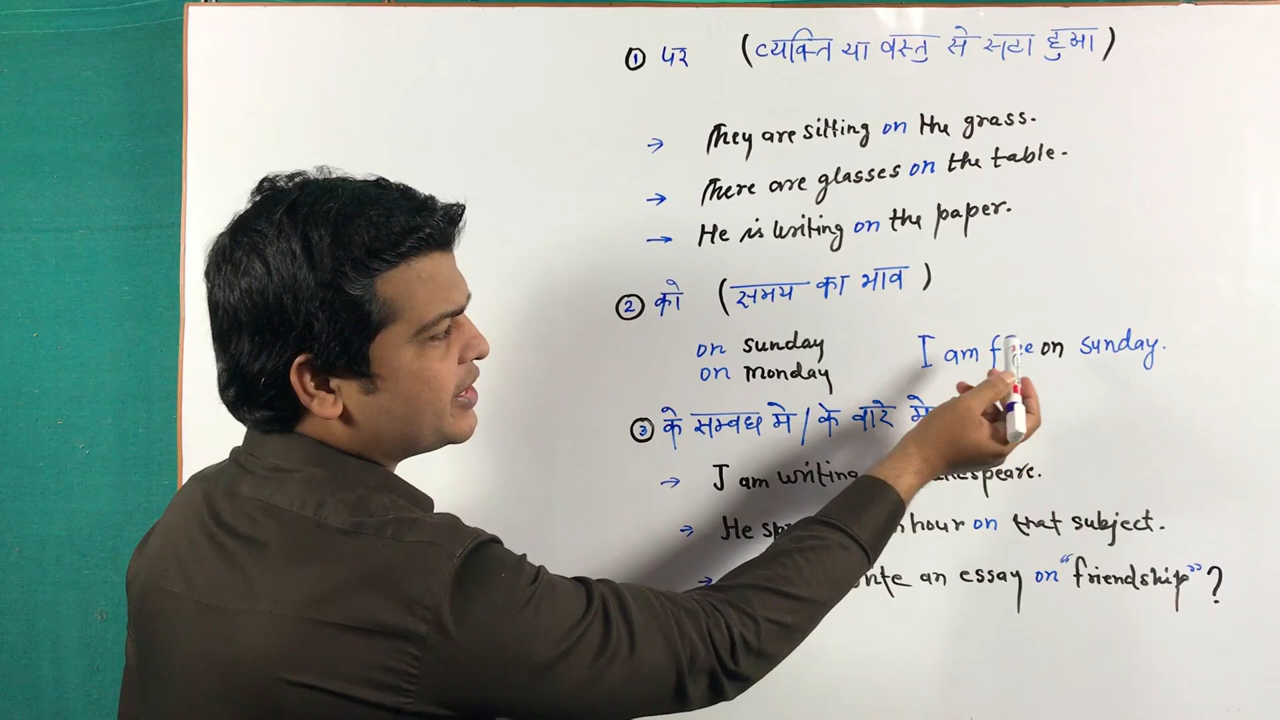 ① पर (व्यक्ति या वस्तु से सटा हुआ)
→ They are sitting on the grass.
→ There are glasses on the table.
→ He is writing on the paper.
② को (समय का भाव)
on sunday
on monday
I am on sunday.
③ के सम्बध मे / के बारे मे
→ I am writing
→ He hour on that subject.
→ an essay on "friendship"?